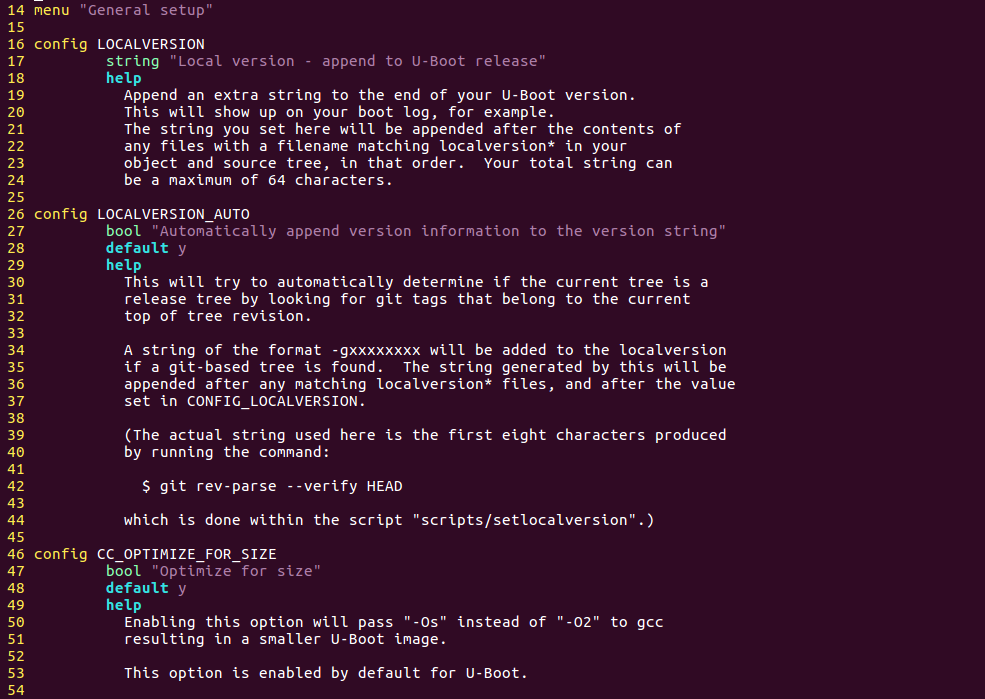 14 menu "General setup"
15
16 config LOCALVERSION
17         string "Local version - append to U-Boot release"
18         help
19           Append an extra string to the end of your U-Boot version.
20           This will show up on your boot log, for example.
21           The string you set here will be appended after the contents of
22           any files with a filename matching localversion* in your
23           object and source tree, in that order.  Your total string can
24           be a maximum of 64 characters.
25
26 config LOCALVERSION_AUTO
27         bool "Automatically append version information to the version string"
28         default y
29         help
30           This will try to automatically determine if the current tree is a
31           release tree by looking for git tags that belong to the current
32           top of tree revision.
33
34           A string of the format -gxxxxxxxx will be added to the localversion
35           if a git-based tree is found.  The string generated by this will be
36           appended after any matching localversion* files, and after the value
37           set in CONFIG_LOCALVERSION.
38
39           (The actual string used here is the first eight characters produced
40           by running the command:
41
42             $ git rev-parse --verify HEAD
43
44           which is done within the script "scripts/setlocalversion".)
45
46 config CC_OPTIMIZE_FOR_SIZE
47         bool "Optimize for size"
48         default y
49         help
50           Enabling this option will pass "-Os" instead of "-O2" to gcc
51           resulting in a smaller U-Boot image.
52
53           This option is enabled by default for U-Boot.
54